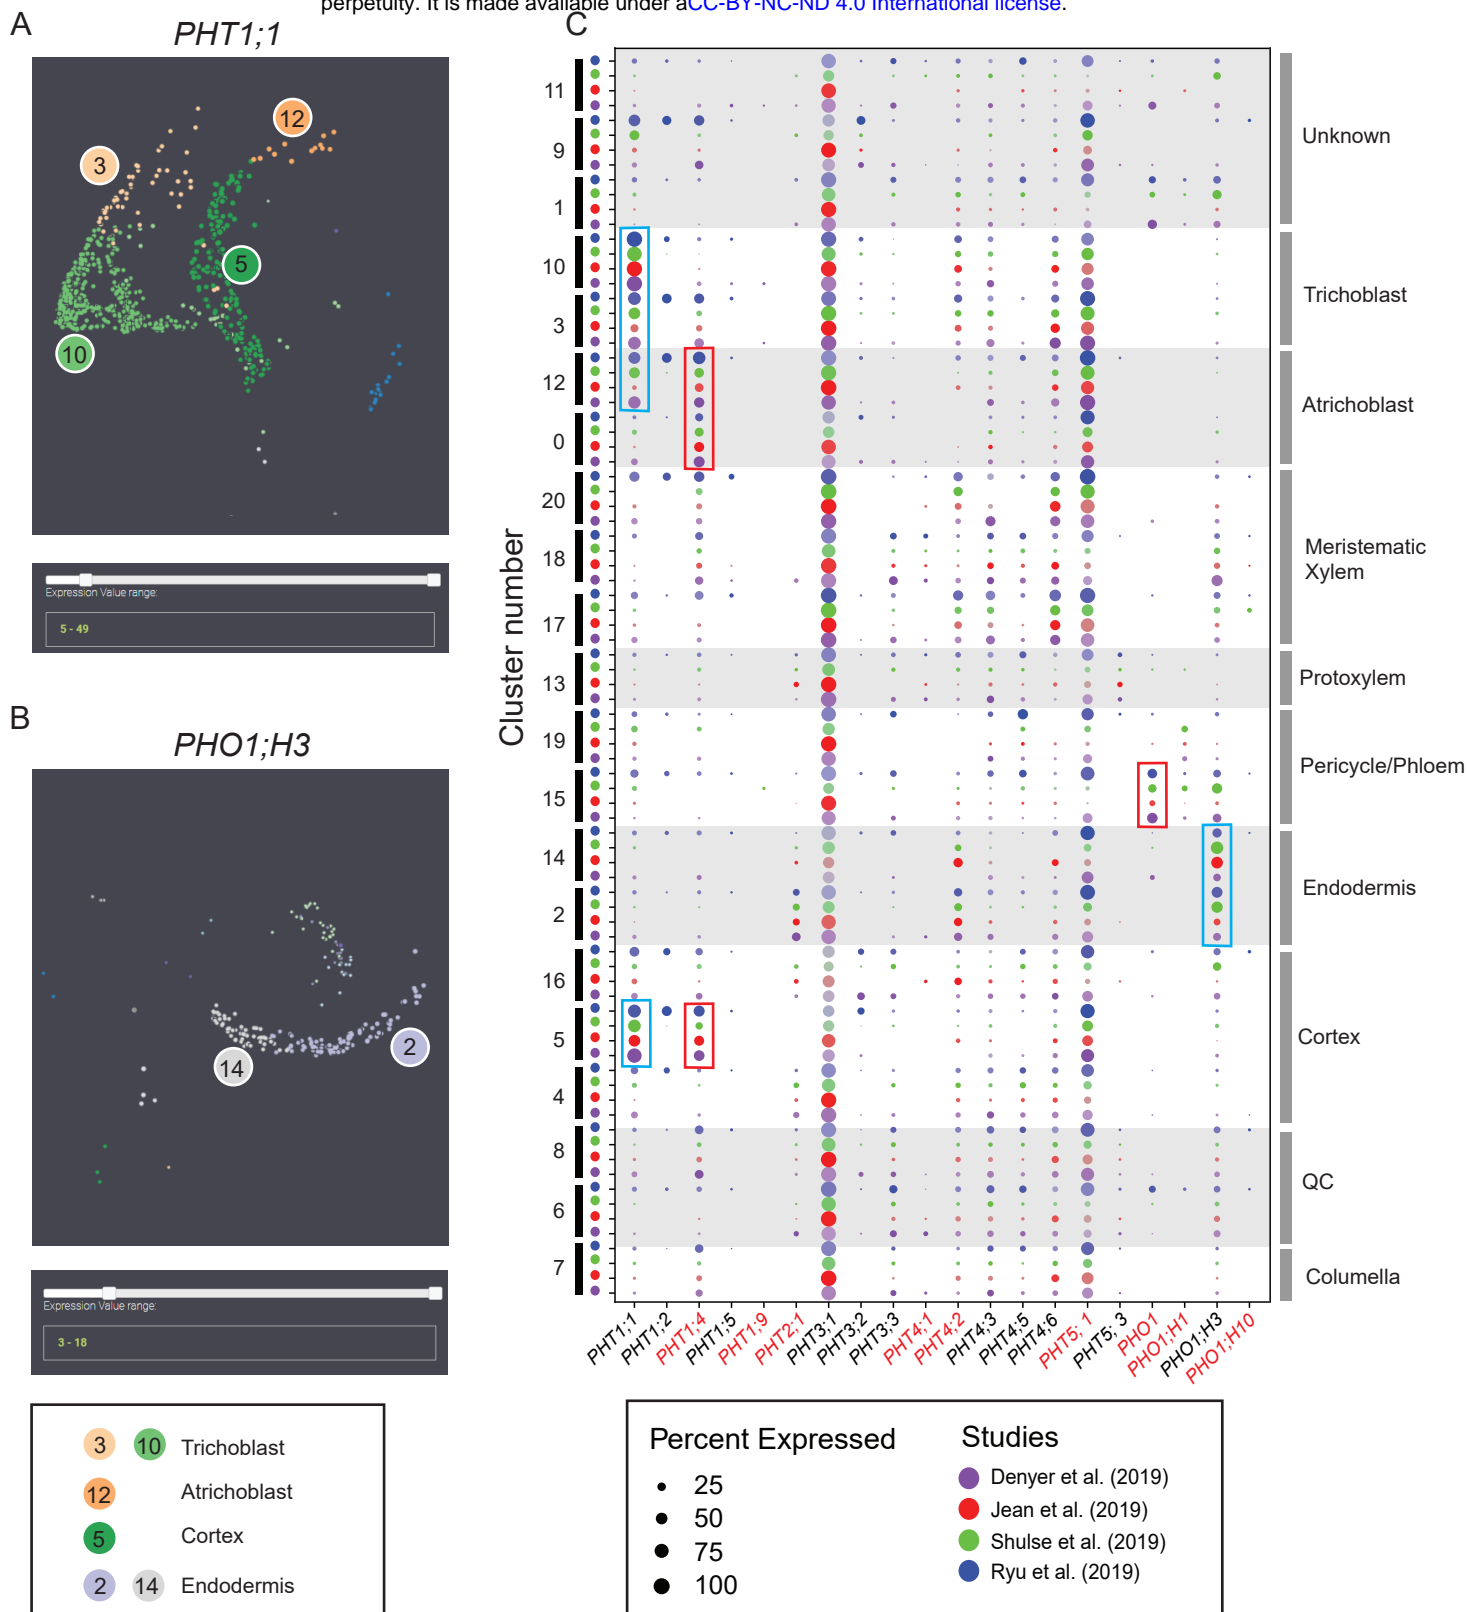 perpetuity. It is made available under aCC-BY-NC-ND 4.0 International license.
A
PHT1;1
12
3
5
10
Expression Value range:
5 - 49
B
PHO1;H3
2
14
Expression Value range:
3 - 18
3 10 Trichoblast
12 Atrichoblast
5 Cortex
2 14 Endodermis
C
Cluster number
11
9
1
10
3
12
0
20
18
17
13
19
15
14
2
16
5
4
8
6
7
Unknown
Trichoblast
Atrichoblast
Meristematic
Xylem
Protoxylem
Pericycle/Phloem
Endodermis
Cortex
QC
Columella
PHT1;1
PHT1;2
PHT1;4
PHT1;5
PHT1;9
PHT2;1
PHT3;1
PHT3;2
PHT3;3
PHT4;1
PHT4;2
PHT4;3
PHT4;5
PHT4;6
PHT5; 1
PHT5; 3
PHO1
PHO1;H1
PHO1;H3
PHO1;H10
Percent Expressed
25
50
75
100
Studies
Denyer et al. (2019)
Jean et al. (2019)
Shulse et al. (2019)
Ryu et al. (2019)